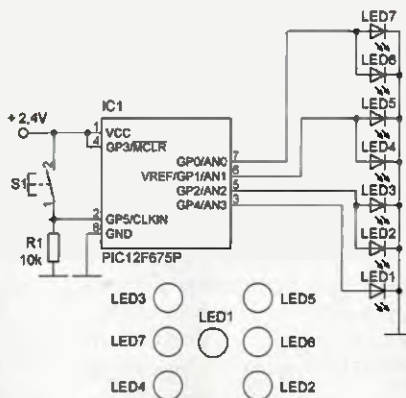 LED7
LED6
LED5
LED4
LED3
LED2
LED1
+ 2,4V
IC1
1
4
VCC
GP3/MCLR
GP0/AN0
7
VREF/GP1/AN1
6
GP2/AN2
5
GP4/AN3
3
S1
2
1
2
GP5/CLKIN
8
GND
R1
10k
PIC12F675P
LED3
LED5
LED1
LED7
LED6
LED4
LED2